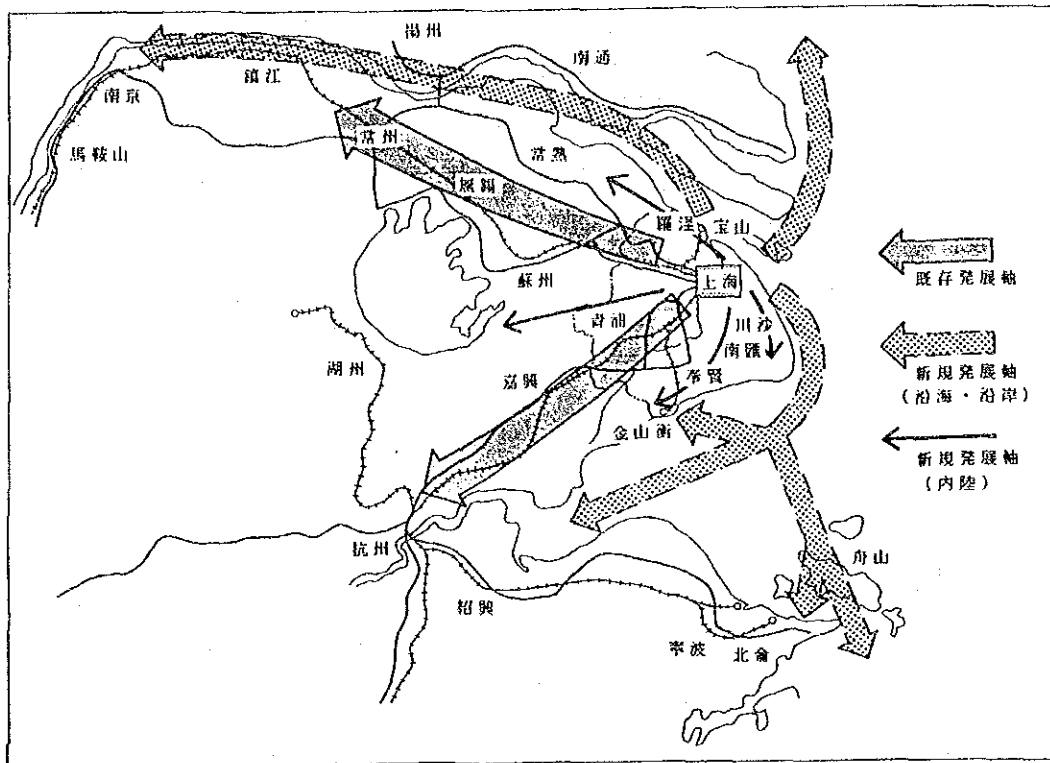 揚州
南通
鎮江
南京
馬鞍山
常州
常熟
無錫
羅涇
宝山
上海
蘇州
青浦
川沙
南匯
奉賢
嘉興
湖州
金山衛
杭州
紹興
寧波
北侖
舟山
既存発展軸
新規発展軸
(沿海・沿岸)
新規発展軸
(内陸)